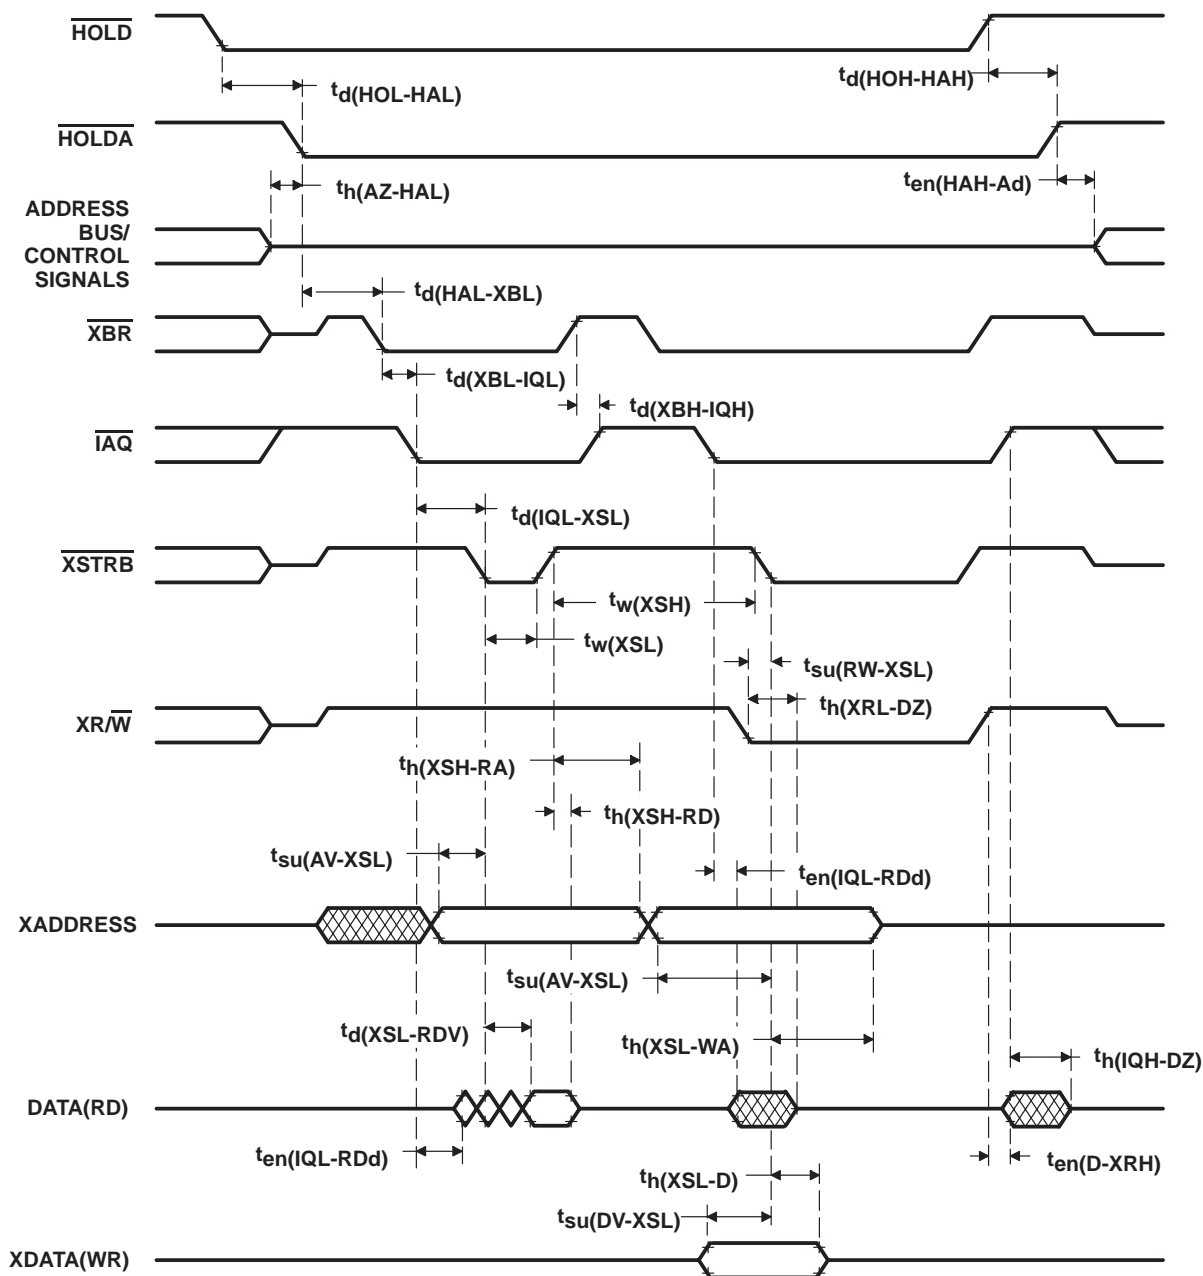 HOLD
td(HOL-HAL)
td(HOH-HAH)
HOLDA
th(AZ-HAL)
ten(HAH-Ad)
ADDRESS
BUS/
CONTROL
SIGNALS
td(HAL-XBL)
XBR
td(XBL-IQL)
td(XBH-IQH)
IAQ
td(IQL-XSL)
XSTRB
tw(XSH)
tw(XSL)
tsu(RW-XSL)
th(XRL-DZ)
XR/W
th(XSH-RA)
th(XSH-RD)
tsu(AV-XSL)
ten(IQL-RDd)
XADDRESS
tsu(AV-XSL)
td(XSL-RDV)
th(XSL-WA)
th(IQH-DZ)
DATA(RD)
ten(IQL-RDd)
ten(D-XRH)
th(XSL-D)
tsu(DV-XSL)
XDATA(WR)